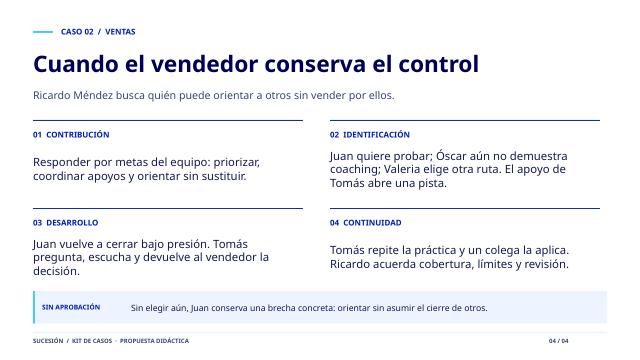 CASO 02 / VENTAS
Cuando el vendedor conserva el control
Ricardo Méndez busca quién puede orientar a otros sin vender por ellos.
01 CONTRIBUCIÓN
Responder por metas del equipo: priorizar,
coordinar apoyos y orientar sin sustituir.
02 IDENTIFICACIÓN
Juan quiere probar; Óscar aún no demuestra
coaching; Valeria elige otra ruta. El apoyo de
Tomás abre una pista.
03 DESARROLLO
Juan vuelve a cerrar bajo presión. Tomás
pregunta, escucha y devuelve al vendedor la
decisión.
04 CONTINUIDAD
Tomás repite la práctica y un colega la aplica.
Ricardo acuerda cobertura, límites y revisión.
SIN APROBACIÓN
Sin elegir aún, Juan conserva una brecha concreta: orientar sin asumir el cierre de otros.
SUCESIÓN / KIT DE CASOS · PROPUESTA DIDÁCTICA
04 / 04